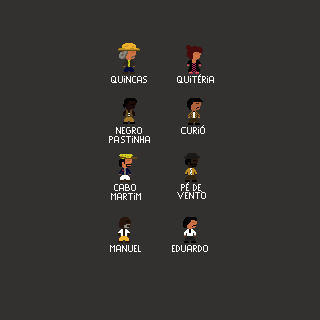 QUiNCAS
QUiTÉRiA
NEGRO
PASTiNHA
CURiÓ
CABO
MARTiM
PÉ DE
VENTO
MANUEL
EDUARDO